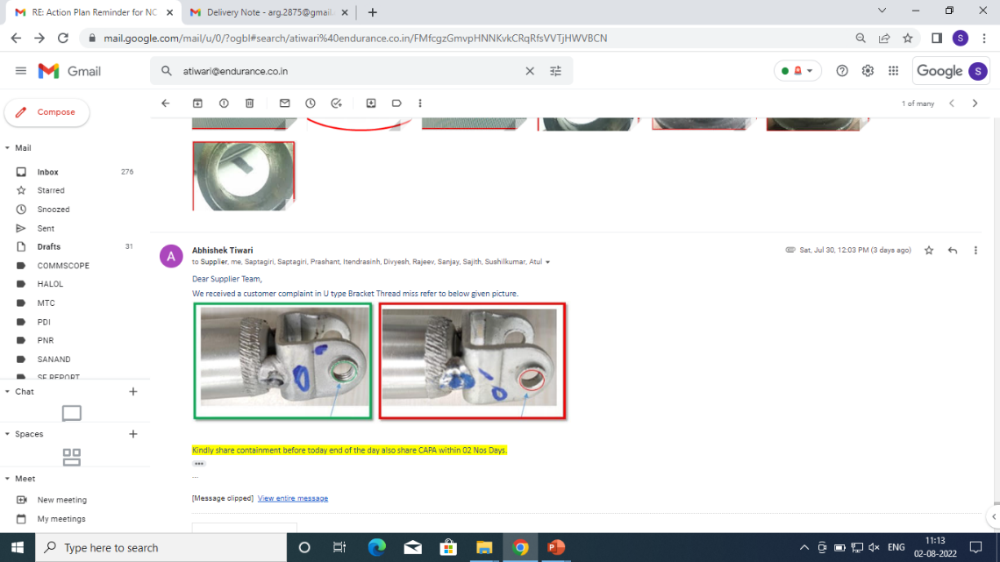 RE: Action Plan Reminder for NC
Delivery Note - arg.2875@gmail.
mail.google.com/mail/u/0/?ogbl#search/atiwari%40endurance.co.in/FMfcgzGmvpHNNKvkCRqRfsVVTjHWVBCN
S
Gmail
atiwari@endurance.co.in
Google
S
Compose
1 of many
Mail
Inbox 276
Starred
Snoozed
Sent
Drafts 31
COMMSCOPE
HALOL
MTC
PDI
PNR
SANAND
SF REPORT
Chat
Spaces
Meet
New meeting
My meetings
A
Abhishek Tiwari
Sat, Jul 30, 12:03 PM (3 days ago)
to Supplier, me, Saptagiri, Saptagiri, Prashant, Itendrasinh, Divyesh, Rajeev, Sanjay, Sajith, Sushilkumar, Atul
Dear Supplier Team,
We received a customer complaint in U type Bracket Thread miss refer to below given picture.
Kindly share containment before today end of the day also share CAPA within 02 Nos Days.
...
[Message clipped] View entire message
Type here to search
ENG
11:13
02-08-2022